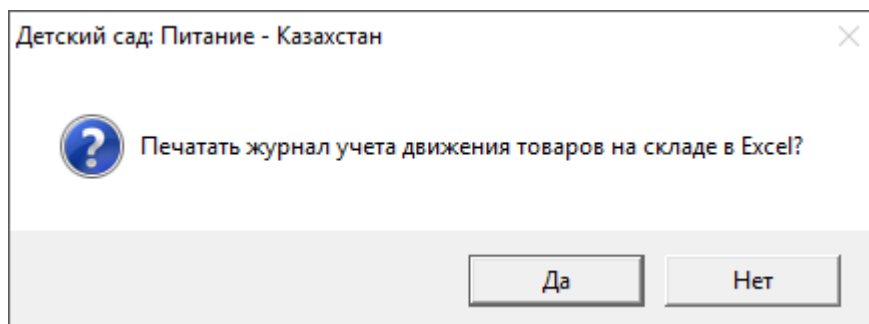 Детский сад: Питание - Казахстан
Печатать журнал учета движения товаров на складе в Excel?
Да
Нет